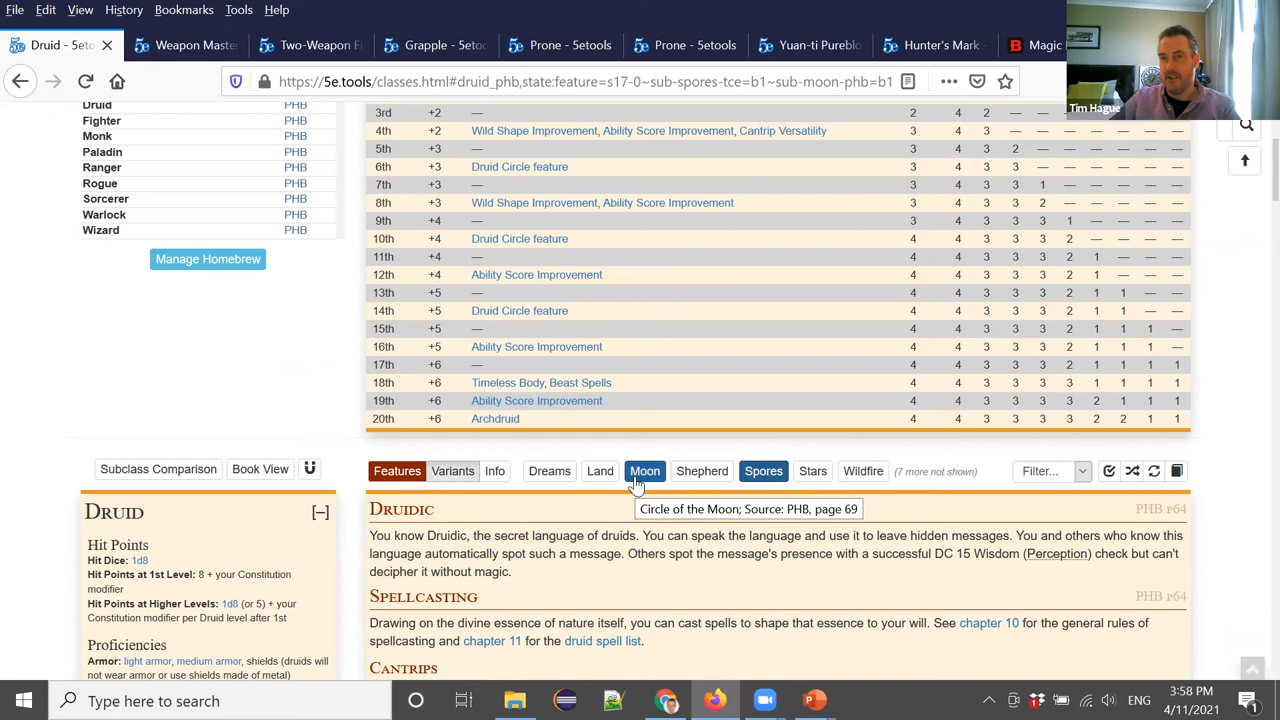 File Edit View History Bookmarks Tools Help
Druid - 5eto
Weapon Maste
Two-Weapon F
Grapple - 5eto
Prone - 5etools
Prone - 5etools
Yuan-ti Pureblo
Hunter's Mark -
Magic
https://5e.tools/classes.html#druid_phb,state:feature=s17-0~sub-spores-tce=b1~sub-moon-phb=b1
Tim Hague
Druid PHB
Fighter PHB
Monk PHB
Paladin PHB
Ranger PHB
Rogue PHB
Sorcerer PHB
Warlock PHB
Wizard PHB
Manage Homebrew
3rd +2 — 2 4 2 — — — — — — —
4th +2 Wild Shape Improvement, Ability Score Improvement, Cantrip Versatility 3 4 3 — — — — — — —
5th +3 — 3 4 3 2 — — — — — —
6th +3 Druid Circle feature 3 4 3 3 — — — — — —
7th +3 — 3 4 3 3 1 — — — — —
8th +3 Wild Shape Improvement, Ability Score Improvement 3 4 3 3 2 — — — — —
9th +4 — 3 4 3 3 3 1 — — — —
10th +4 Druid Circle feature 4 4 3 3 3 2 — — — —
11th +4 — 4 4 3 3 3 2 1 — — —
12th +4 Ability Score Improvement 4 4 3 3 3 2 1 — — —
13th +5 — 4 4 3 3 3 2 1 1 — —
14th +5 Druid Circle feature 4 4 3 3 3 2 1 1 — —
15th +5 — 4 4 3 3 3 2 1 1 1 —
16th +5 Ability Score Improvement 4 4 3 3 3 2 1 1 1 —
17th +6 — 4 4 3 3 3 2 1 1 1 1
18th +6 Timeless Body, Beast Spells 4 4 3 3 3 3 1 1 1 1
19th +6 Ability Score Improvement 4 4 3 3 3 3 2 1 1 1
20th +6 Archdruid 4 4 3 3 3 3 2 2 1 1
Subclass Comparison Book View
Features Variants Info Dreams Land Moon Shepherd Spores Stars Wildfire (7 more not shown) Filter...
Circle of the Moon; Source: PHB, page 69
DRUID [–]
Hit Points
Hit Dice: 1d8
Hit Points at 1st Level: 8 + your Constitution
modifier
Hit Points at Higher Levels: 1d8 (or 5) + your
Constitution modifier per Druid level after 1st
Proficiencies
Armor: light armor, medium armor, shields (druids will
not wear armor or use shields made of metal)
DRUIDIC PHB P64
You know Druidic, the secret language of druids. You can speak the language and use it to leave hidden messages. You and others who know this
language automatically spot such a message. Others spot the message's presence with a successful DC 15 Wisdom (Perception) check but can't
decipher it without magic.
SPELLCASTING PHB P64
Drawing on the divine essence of nature itself, you can cast spells to shape that essence to your will. See chapter 10 for the general rules of
spellcasting and chapter 11 for the druid spell list.
CANTRIPS
Type here to search
ENG
3:58 PM
4/11/2021